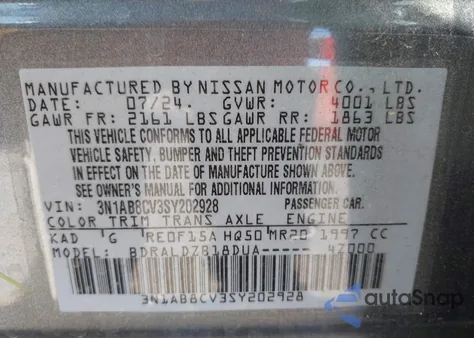 MANUFACTURED BY NISSAN MOTOR CO., LTD.
DATE: 07/24. GVWR: 4001 LBS
GAWR FR: 2161 LBS GAWR RR: 1863 LBS
THIS VEHICLE CONFORMS TO ALL APPLICABLE FEDERAL MOTOR
VEHICLE SAFETY, BUMPER AND THEFT PREVENTION STANDARDS
IN EFFECT ON THE DATE OF MANUFACTURE SHOWN ABOVE.
SEE OWNER'S MANUAL FOR ADDITIONAL INFORMATION.
VIN: 3N1AB8CV3SY202928 PASSENGER CAR.
COLOR TRIM TRANS AXLE ENGINE
KAD G RE0F15A HQ50 MR20 1997 CC
MODEL: BDRALDZB18DUA- 4Z000
3N1AB8CV3SY202928
autoSnap